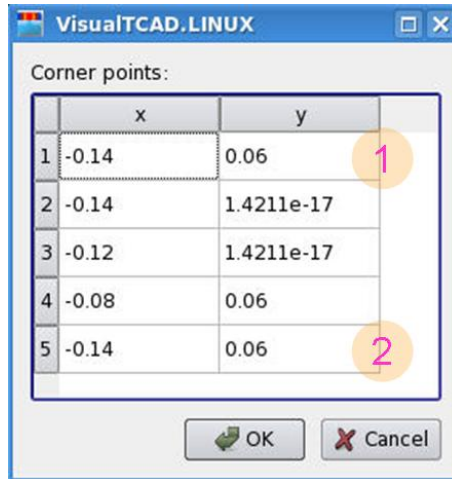 VisualTCAD.LINUX
Corner points:
x y
1 -0.14 0.06 1
2 -0.14 1.4211e-17
3 -0.12 1.4211e-17
4 -0.08 0.06
5 -0.14 0.06 2
OK Cancel